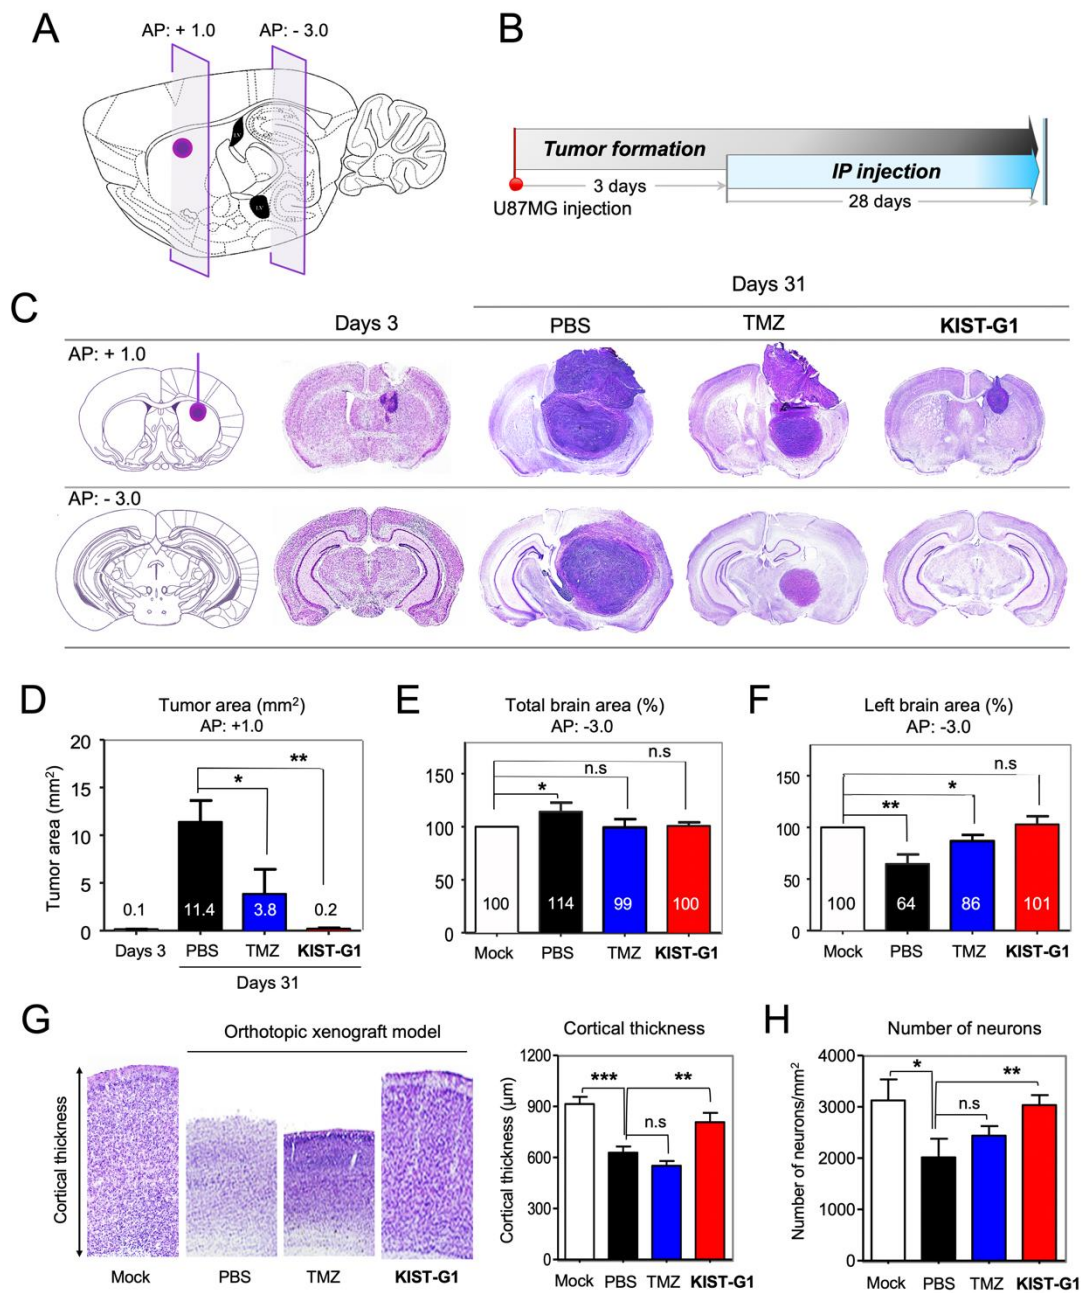 A
AP: + 1.0
AP: - 3.0
B
Tumor formation
IP injection
3 days
28 days
U87MG injection
C
Days 31
Days 3
PBS
TMZ
KIST-G1
AP: + 1.0
AP: - 3.0
D
Tumor area (mm²)
AP: +1.0
Tumor area (mm²)
20
15
10
5
0
**
*
0.1
11.4
3.8
0.2
Days 3
PBS
TMZ
KIST-G1
Days 31
E
Total brain area (%)
AP: -3.0
150
100
50
0
n.s
n.s
*
100
114
99
100
Mock
PBS
TMZ
KIST-G1
F
Left brain area (%)
AP: -3.0
150
100
50
0
n.s
*
**
100
64
86
101
Mock
PBS
TMZ
KIST-G1
G
Orthotopic xenograft model
Cortical thickness
Mock
PBS
TMZ
KIST-G1
Cortical thickness
Cortical thickness (μm)
1200
900
600
300
0
***
**
n.s
Mock
PBS
TMZ
KIST-G1
H
Number of neurons
Number of neurons/mm²
4000
3000
2000
1000
0
*
**
n.s
Mock
PBS
TMZ
KIST-G1